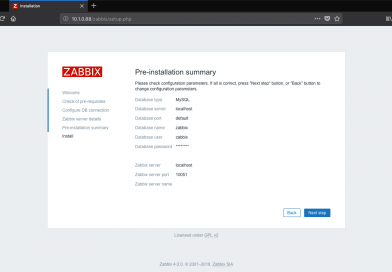 Installation
10.1.0.88/zabbix/setup.php
ZABBIX
Pre-installation summary
Please check configuration parameters. If all is correct, press "Next step" button, or "Back" button to
change configuration parameters.
Welcome
Check of pre-requisites
Configure DB connection
Zabbix server details
Pre-installation summary
Install
Database type MySQL
Database server localhost
Database port default
Database name zabbix
Database user zabbix
Database password ********
Zabbix server localhost
Zabbix server port 10051
Zabbix server name
Back Next step
Licensed under GPL v2
Zabbix 4.0.0. © 2001–2018, Zabbix SIA